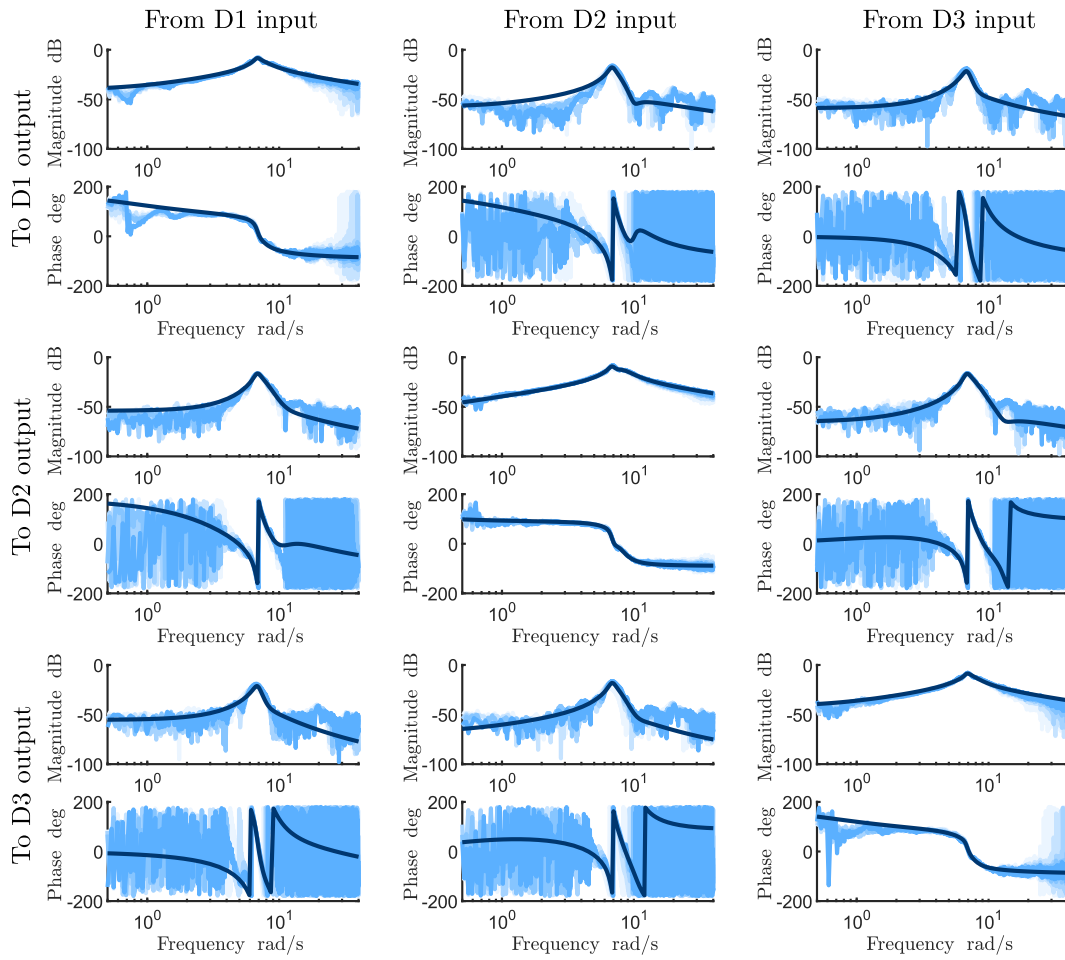 From D1 input
From D2 input
From D3 input
To D1 output
Magnitude dB
0
-50
-100
10^0
10^1
Magnitude dB
0
-50
-100
10^0
10^1
Magnitude dB
0
-50
-100
10^0
10^1
Phase deg
200
0
-200
10^0
10^1
Frequency rad/s
Phase deg
200
0
-200
10^0
10^1
Frequency rad/s
Phase deg
200
0
-200
10^0
10^1
Frequency rad/s
To D2 output
Magnitude dB
0
-50
-100
10^0
10^1
Magnitude dB
0
-50
-100
10^0
10^1
Magnitude dB
0
-50
-100
10^0
10^1
Phase deg
200
0
-200
10^0
10^1
Frequency rad/s
Phase deg
200
0
-200
10^0
10^1
Frequency rad/s
Phase deg
200
0
-200
10^0
10^1
Frequency rad/s
To D3 output
Magnitude dB
0
-50
-100
10^0
10^1
Magnitude dB
0
-50
-100
10^0
10^1
Magnitude dB
0
-50
-100
10^0
10^1
Phase deg
200
0
-200
10^0
10^1
Frequency rad/s
Phase deg
200
0
-200
10^0
10^1
Frequency rad/s
Phase deg
200
0
-200
10^0
10^1
Frequency rad/s